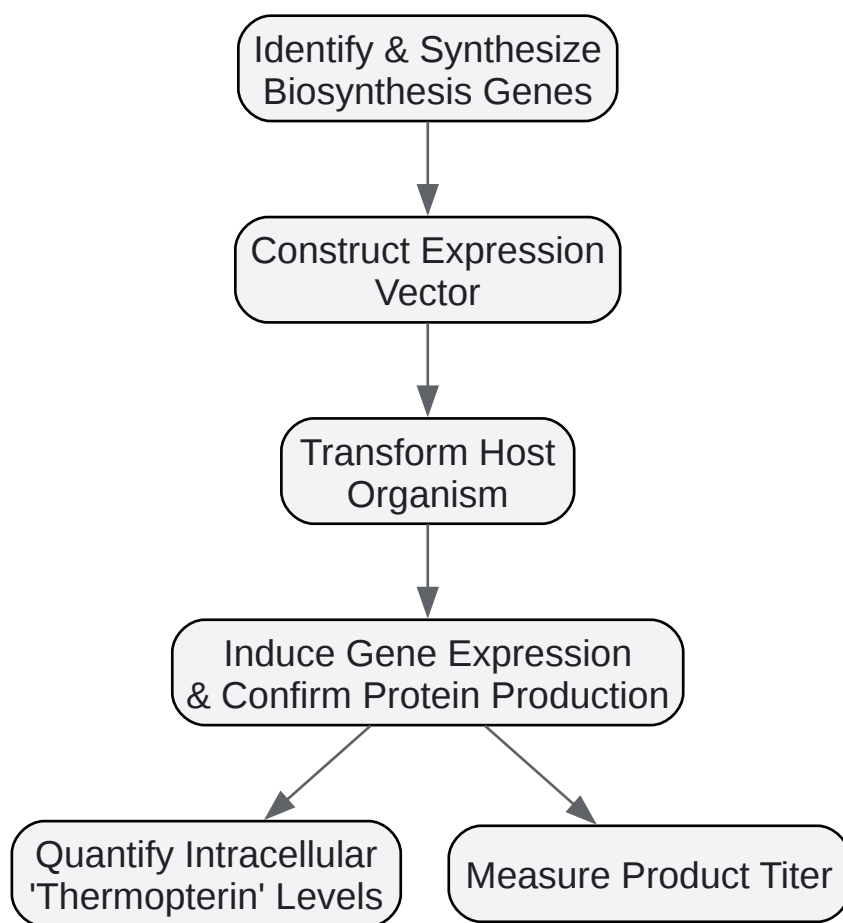 Identify & Synthesize
Biosynthesis Genes
Construct Expression
Vector
Transform Host
Organism
Induce Gene Expression
& Confirm Protein Production
Quantify Intracellular
'Thermopterin' Levels
Measure Product Titer